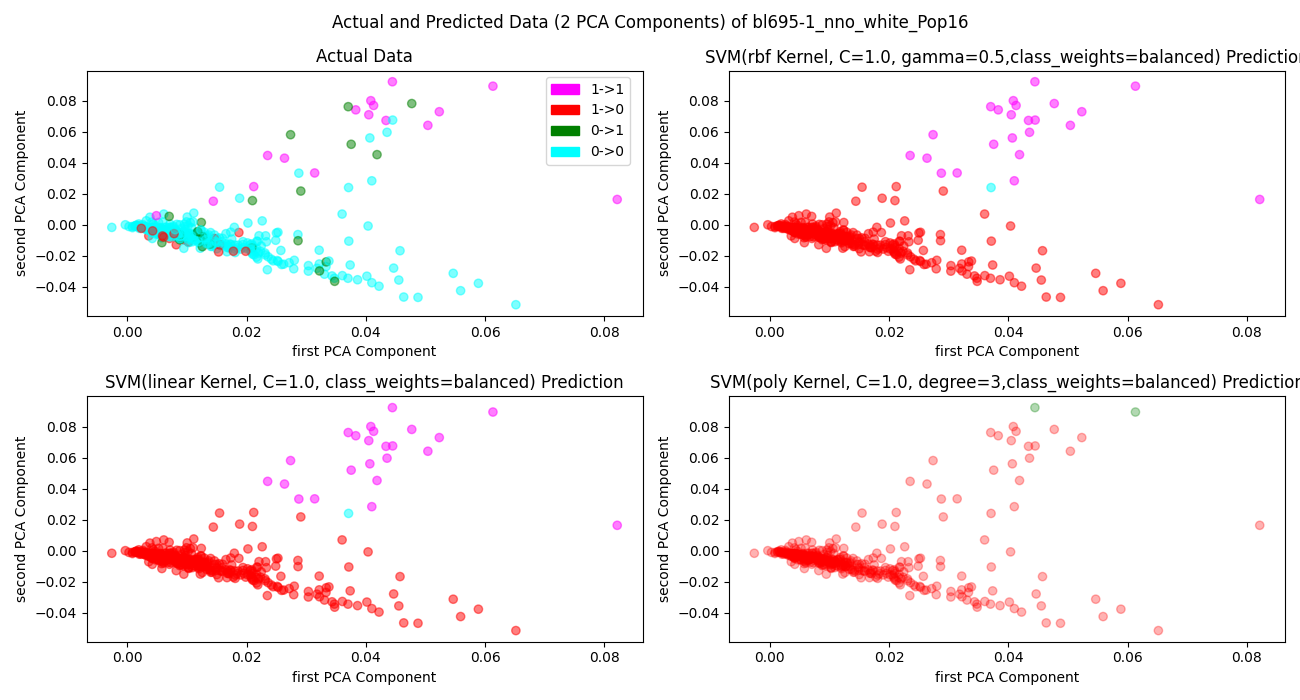 Actual and Predicted Data (2 PCA Components) of bl695-1_nno_white_Pop16
Actual Data
second PCA Component
0.08
0.06
0.04
0.02
0.00
−0.02
−0.04
1->1
1->0
0->1
0->0
0.00 0.02 0.04 0.06 0.08
first PCA Component
SVM(rbf Kernel, C=1.0, gamma=0.5,class_weights=balanced) Prediction
second PCA Component
0.08
0.06
0.04
0.02
0.00
−0.02
−0.04
0.00 0.02 0.04 0.06 0.08
first PCA Component
SVM(linear Kernel, C=1.0, class_weights=balanced) Prediction
second PCA Component
0.08
0.06
0.04
0.02
0.00
−0.02
−0.04
0.00 0.02 0.04 0.06 0.08
first PCA Component
SVM(poly Kernel, C=1.0, degree=3,class_weights=balanced) Prediction
second PCA Component
0.08
0.06
0.04
0.02
0.00
−0.02
−0.04
0.00 0.02 0.04 0.06 0.08
first PCA Component